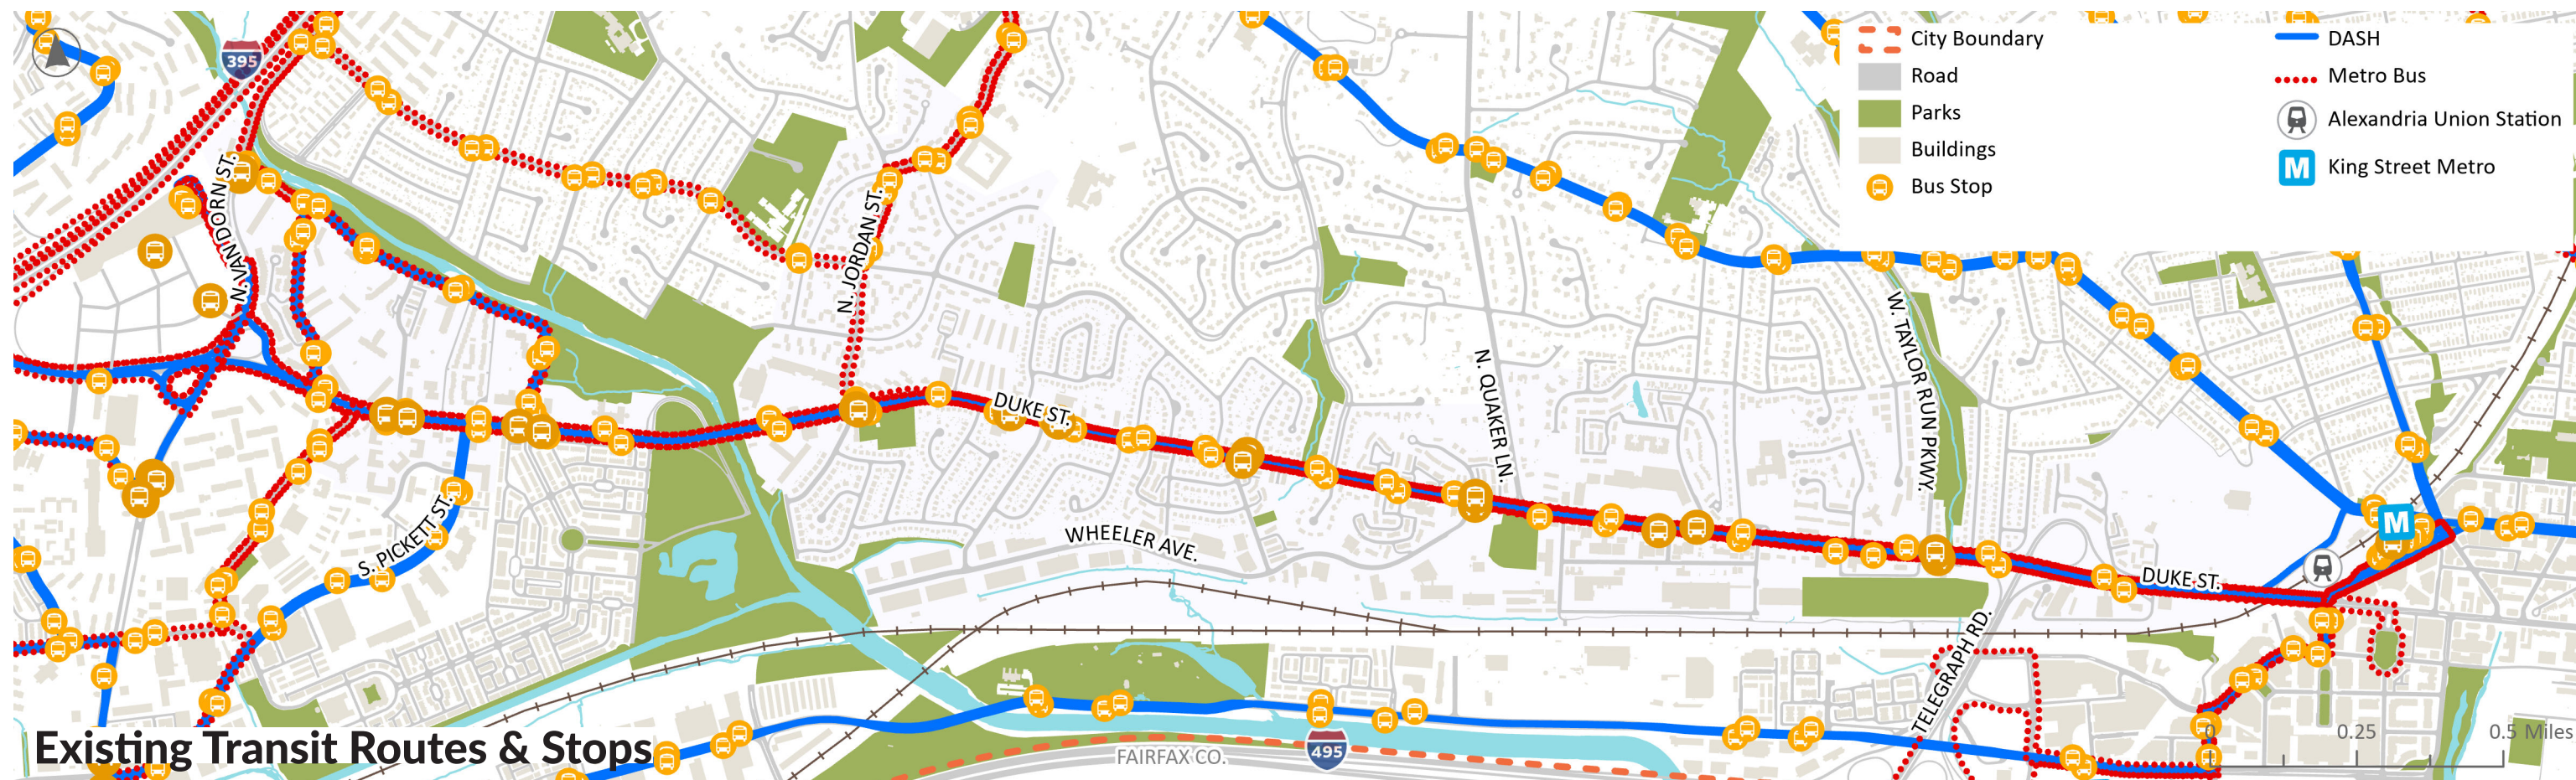 City Boundary
Road
Parks
Buildings
Bus Stop
DASH
Metro Bus
Alexandria Union Station
M King Street Metro
395
N. VAN DORN ST.
N. JORDAN ST.
DUKE ST.
N. QUAKER LN.
W. TAYLOR RUN PKWY.
S. PICKETT ST.
WHEELER AVE.
M
DUKE ST.
TELEGRAPH RD.
FAIRFAX CO.
495
0 0.25 0.5 Miles
Existing Transit Routes & Stops